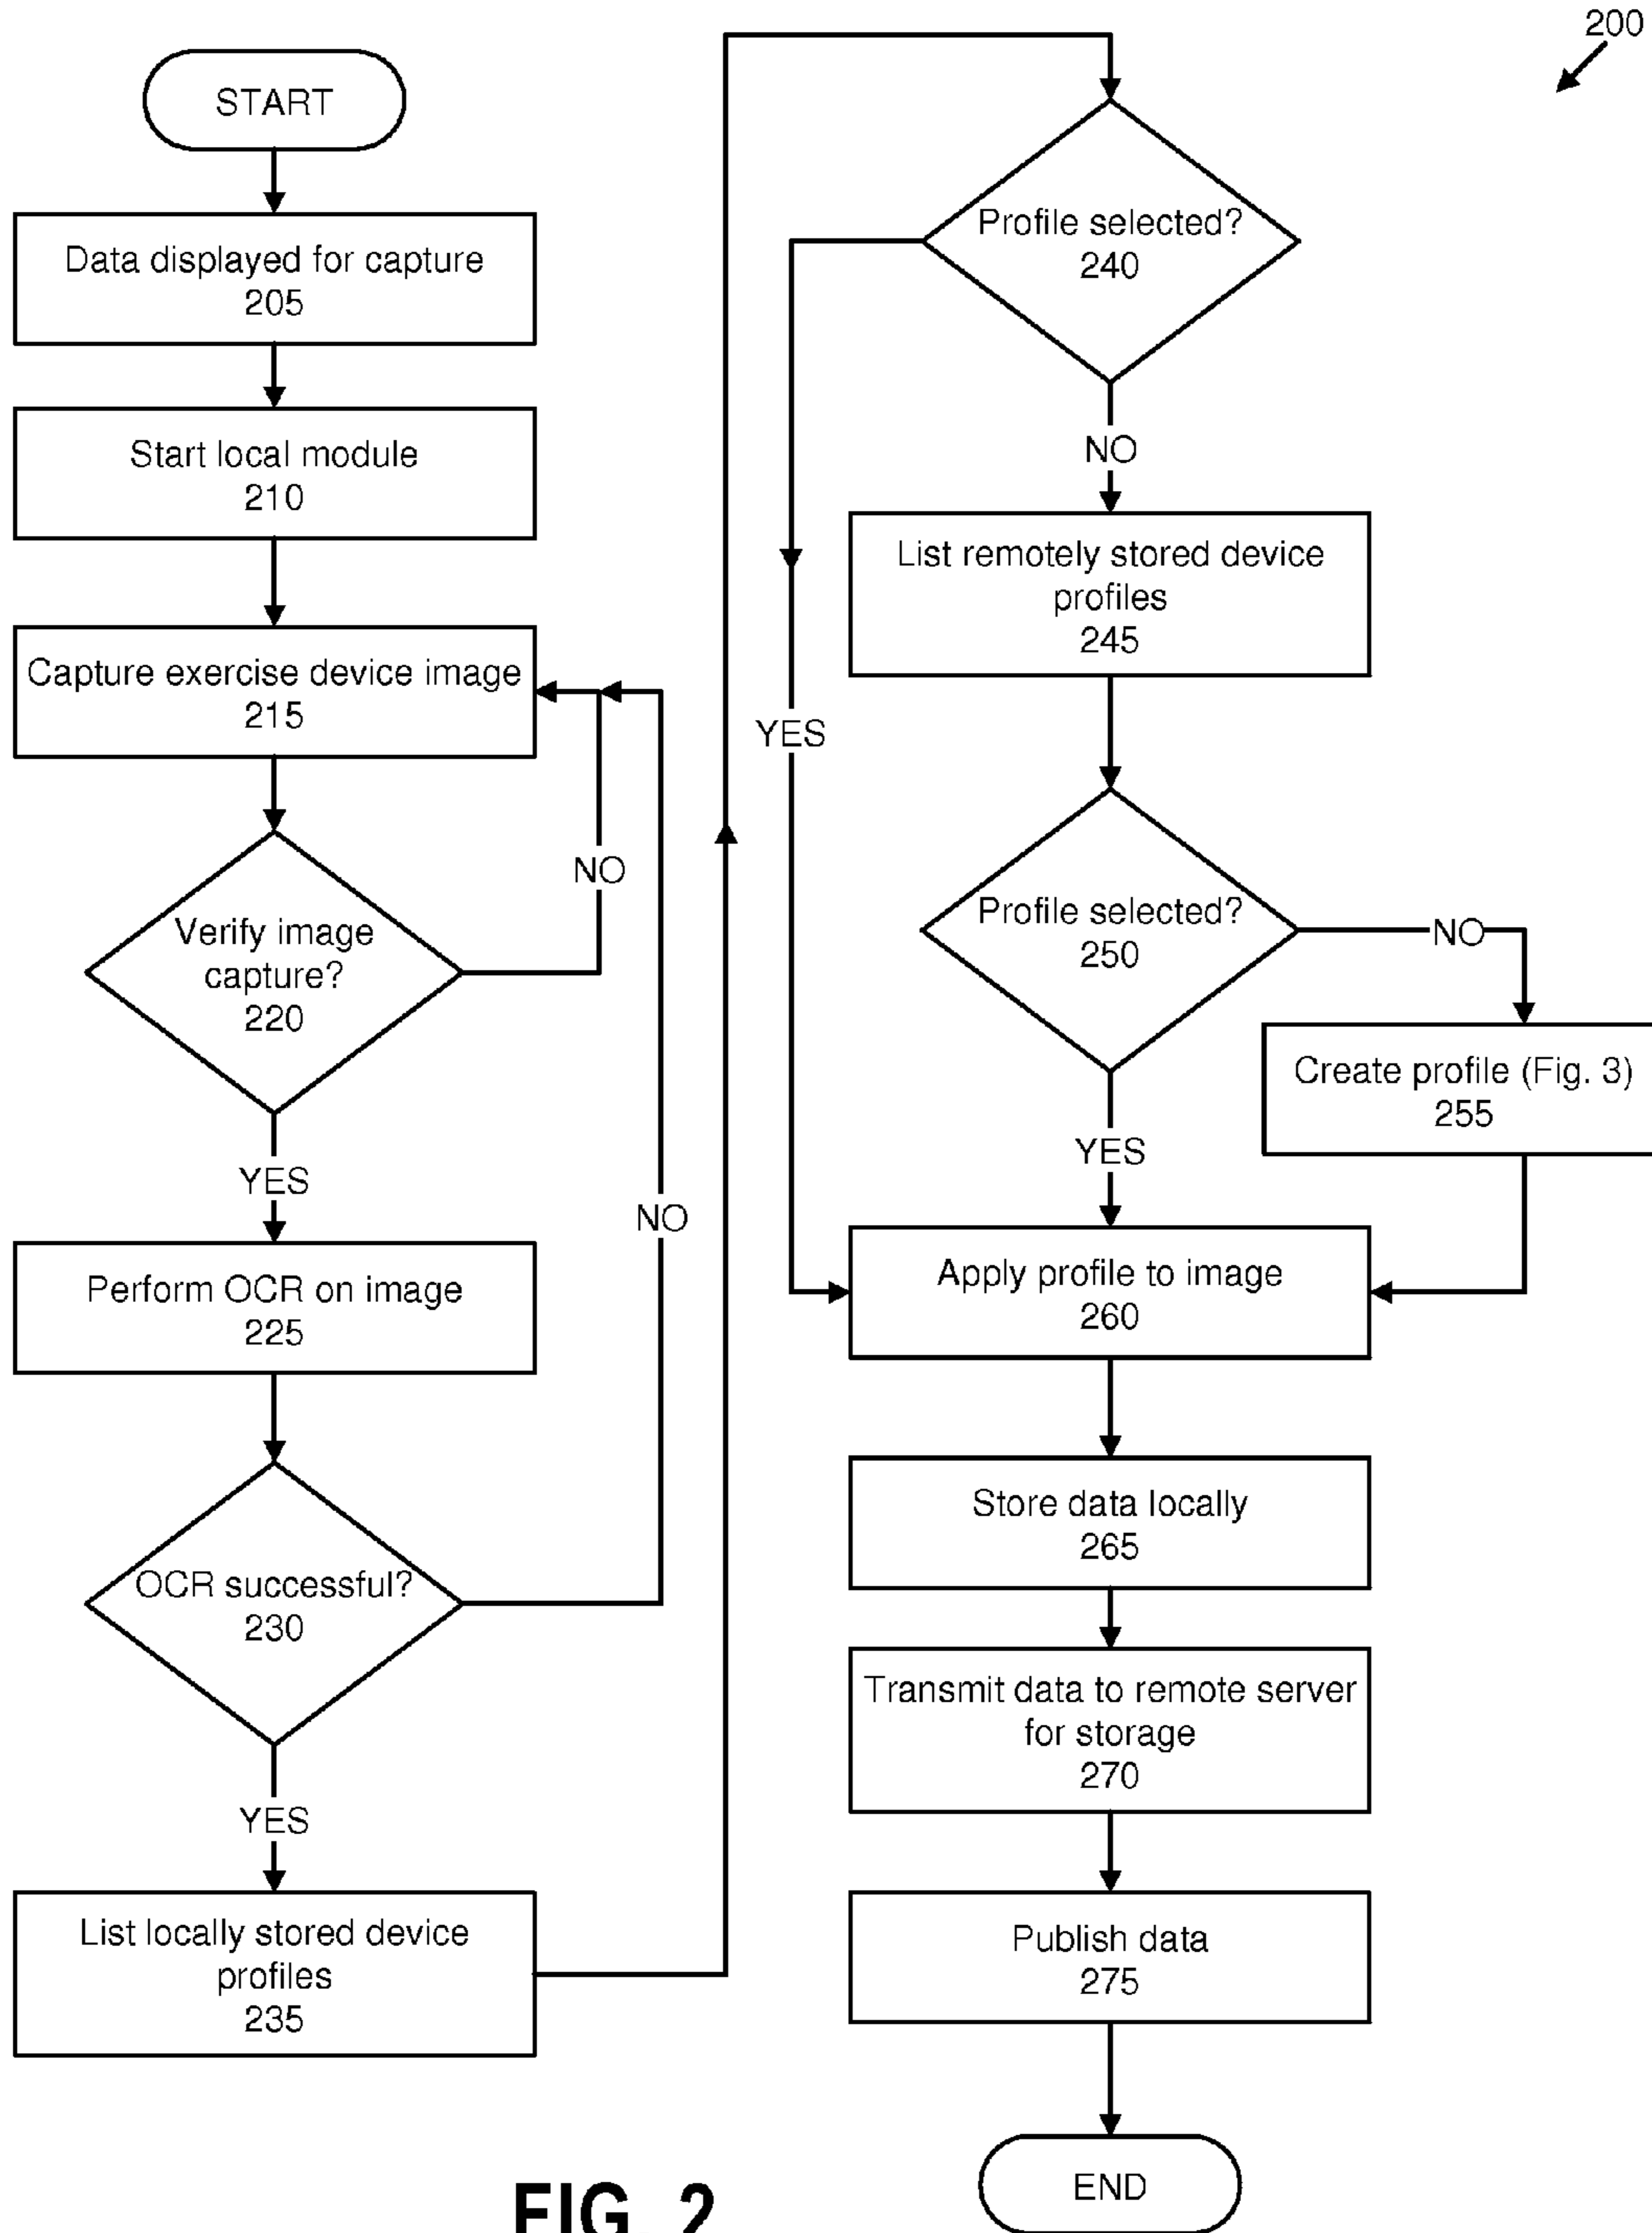 200
START
Data displayed for capture
205
Start local module
210
Capture exercise device image
215
NO
Verify image
capture?
220
YES
NO
Perform OCR on image
225
OCR successful?
230
YES
List locally stored device
profiles
235
Profile selected?
240
NO
YES
List remotely stored device
profiles
245
Profile selected?
250
NO
Create profile (Fig. 3)
255
YES
Apply profile to image
260
Store data locally
265
Transmit data to remote server
for storage
270
Publish data
275
END
FIG. 2